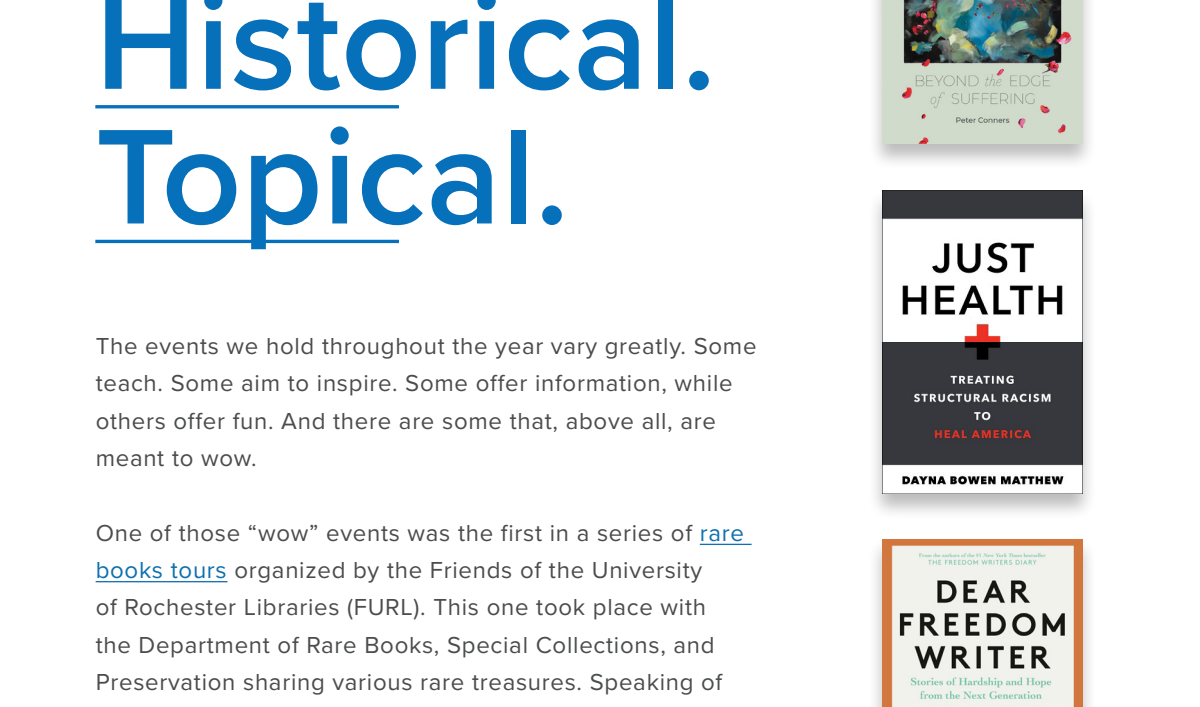 Historical.
Topical.
The events we hold throughout the year vary greatly. Some
teach. Some aim to inspire. Some offer information, while
others offer fun. And there are some that, above all, are
meant to wow.
One of those “wow” events was the first in a series of rare
books tours organized by the Friends of the University
of Rochester Libraries (FURL). This one took place with
the Department of Rare Books, Special Collections, and
Preservation sharing various rare treasures. Speaking of
BEYOND the EDGE
of SUFFERING
Peter Conners
JUST
HEALTH
TREATING
STRUCTURAL RACISM
TO
HEAL AMERICA
DAYNA BOWEN MATTHEW
From the authors of the #1 New York Times bestseller
THE FREEDOM WRITERS DIARY
DEAR
FREEDOM
WRITER
Stories of Hardship and Hope
from the Next Generation